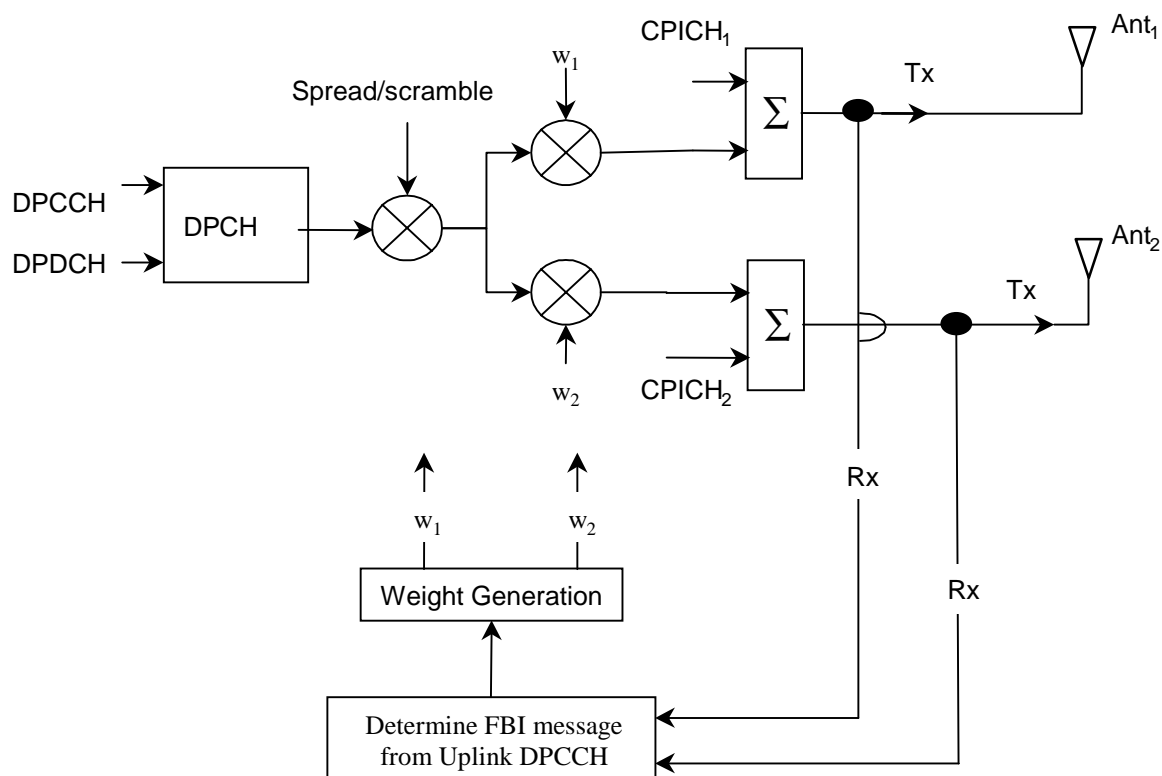 Ant₁
CPICH₁
w₁
Tx
Spread/scramble
Σ
DPCCH
DPCH
DPDCH
Ant₂
Tx
Σ
w₂
CPICH₂
Rx
w₁
w₂
Rx
Weight Generation
Determine FBI message
from Uplink DPCCH